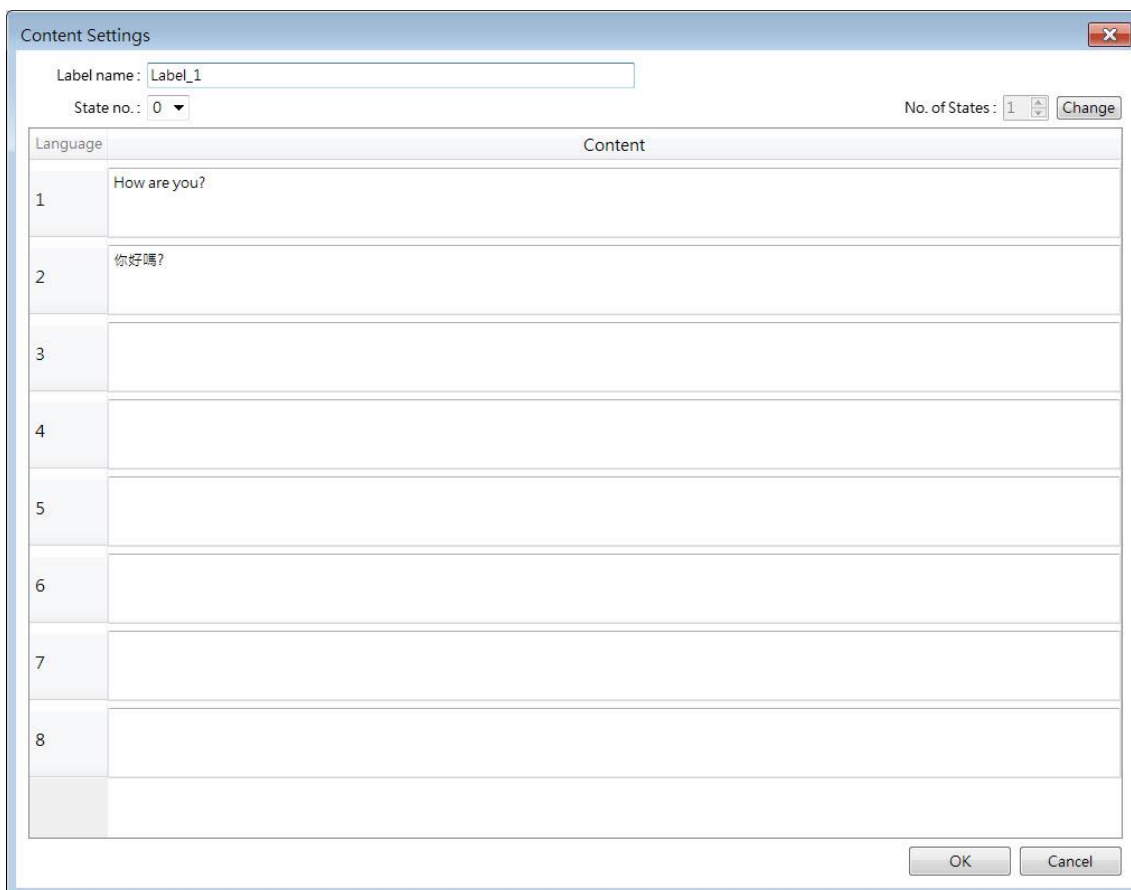 Content Settings
Label name : Label_1
State no. : 0
No. of States : 1 Change
Language Content
1 How are you?
2 你好嗎?
3
4
5
6
7
8
OK Cancel